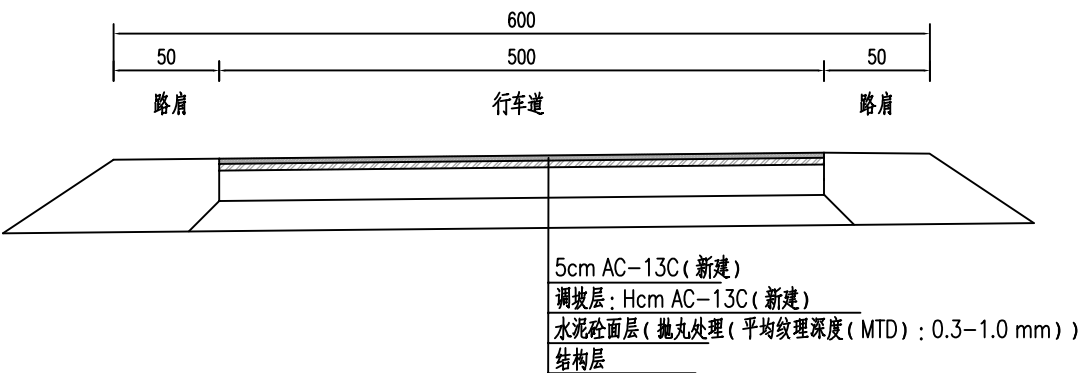 600
50 500 50
路肩 行车道 路肩
5cm AC-13C(新建)
调坡层:Hcm AC-13C(新建)
水泥砼面层(抛丸处理(平均纹理深度(MTD):0.3-1.0 mm))
结构层